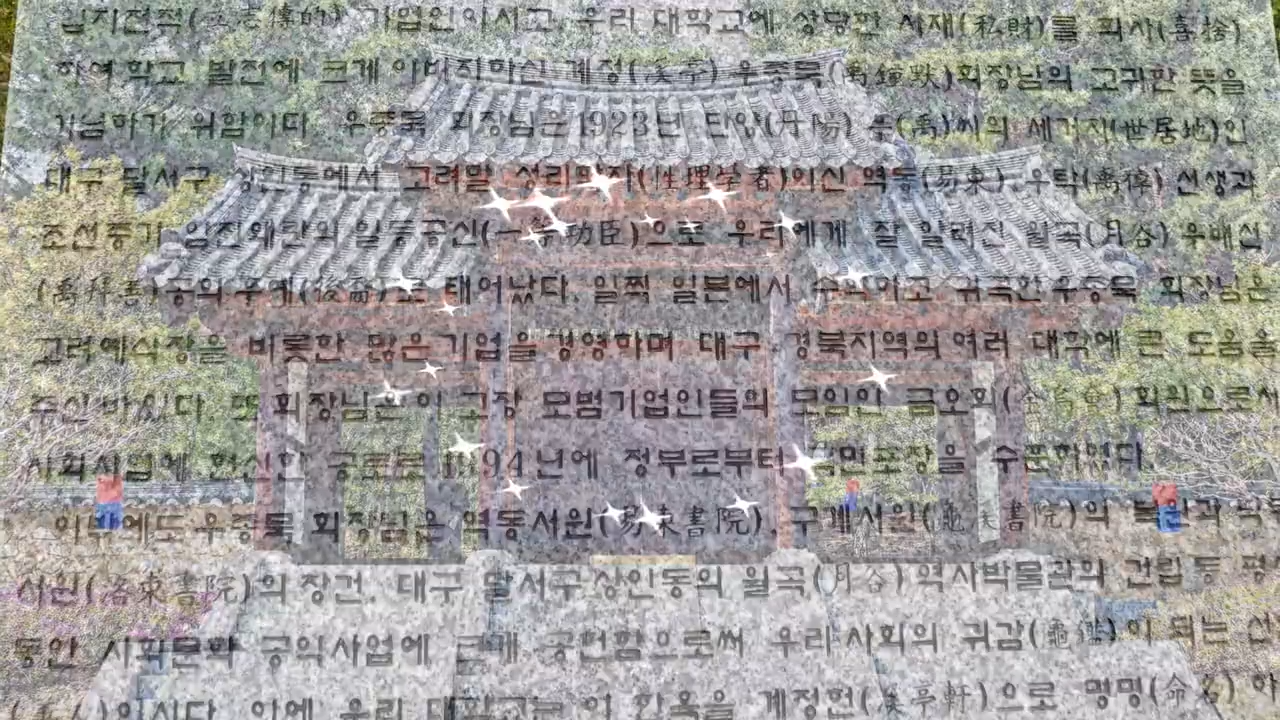 입지전적( 기업인이시고 우리 대학교에 상당한 사재(私財)를 희사(喜捨)
하여 학교 발전에 크게 이바지하신 계정( 우종묵(禹鍾默)회장님의 고귀한 뜻을
기념하기 위함이다. 우종묵 회장님은 1923년 단양(丹陽) 우(禹)씨의 세거지(世居地)인
대구 달서구 상인동에서 고려말 성리학자(性理学者)이신 역동(易東) 우탁(禹倬) 선생과
조선중기 임진왜란의 일등공신(一等功臣)으로 우리에게 잘 알려진 월곡(月谷) 우배선
(禹拜善)공의 후예(後裔)로 태어났다. 일찍 일본에서 수학하고 귀국한 우종묵 회장님은
고려예식장을 비롯한 많은 기업을 경영하며 대구 경북지역의 여러 대학에 큰 도움을
주신 바 있다. 또 회장님은 이 고장 모범기업인들의 모임인 금오회( 회원으로서
사회사업에 헌신한 공로로 1994년에 정부로부터 국민포장을 수포하였다
이밖에도 우종묵 회장님은 역동서원(易東書院), 구계서원( 書院)의 복원과
서원(洛東書院)의 장건, 대구 달서구 상인동의 월곡(月谷) 역사박물관의 건립 등
동안 사회문화 공익사업에 크게 공헌함으로써 우리 사회의 귀감(龜鑑)이 되는
이시다. 이에 우리 대학교는 이 한옥을 계정헌( 亭軒)으로 명명(命名)